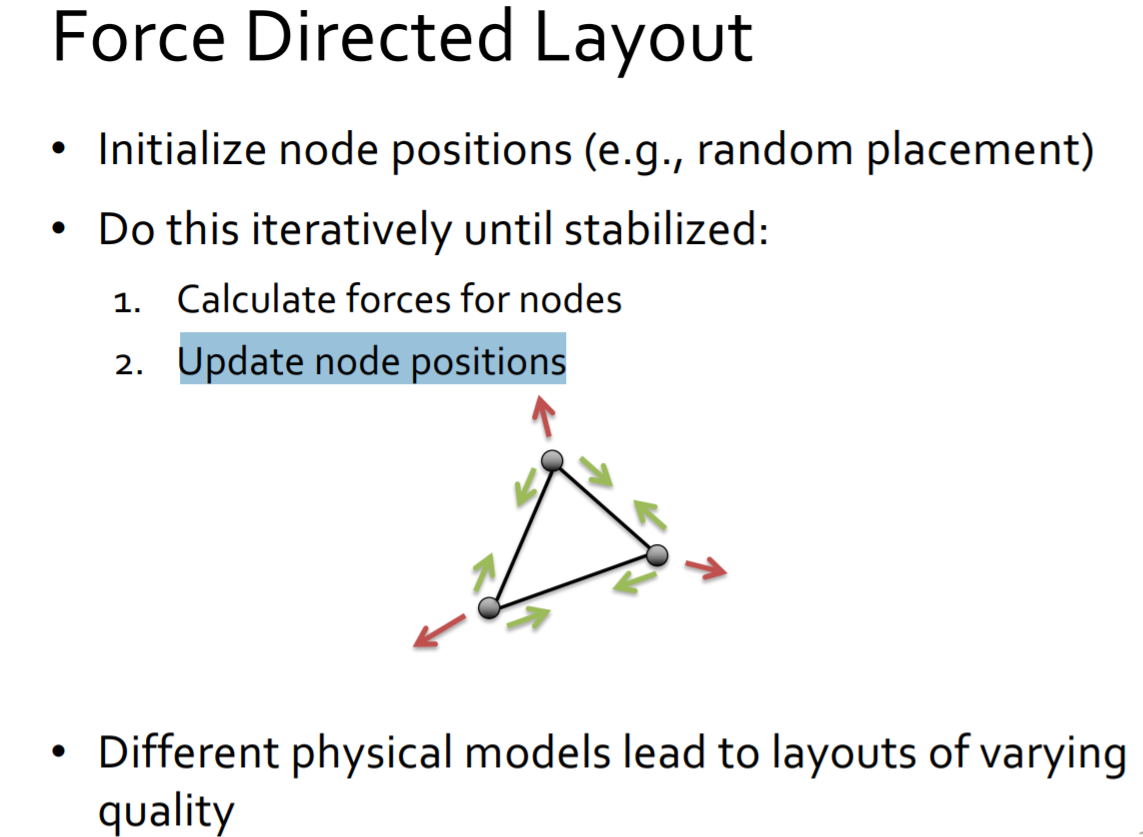 Force Directed Layout
• Initialize node positions (e.g., random placement)
• Do this iteratively until stabilized:
1. Calculate forces for nodes
2. Update node positions
• Different physical models lead to layouts of varying
quality